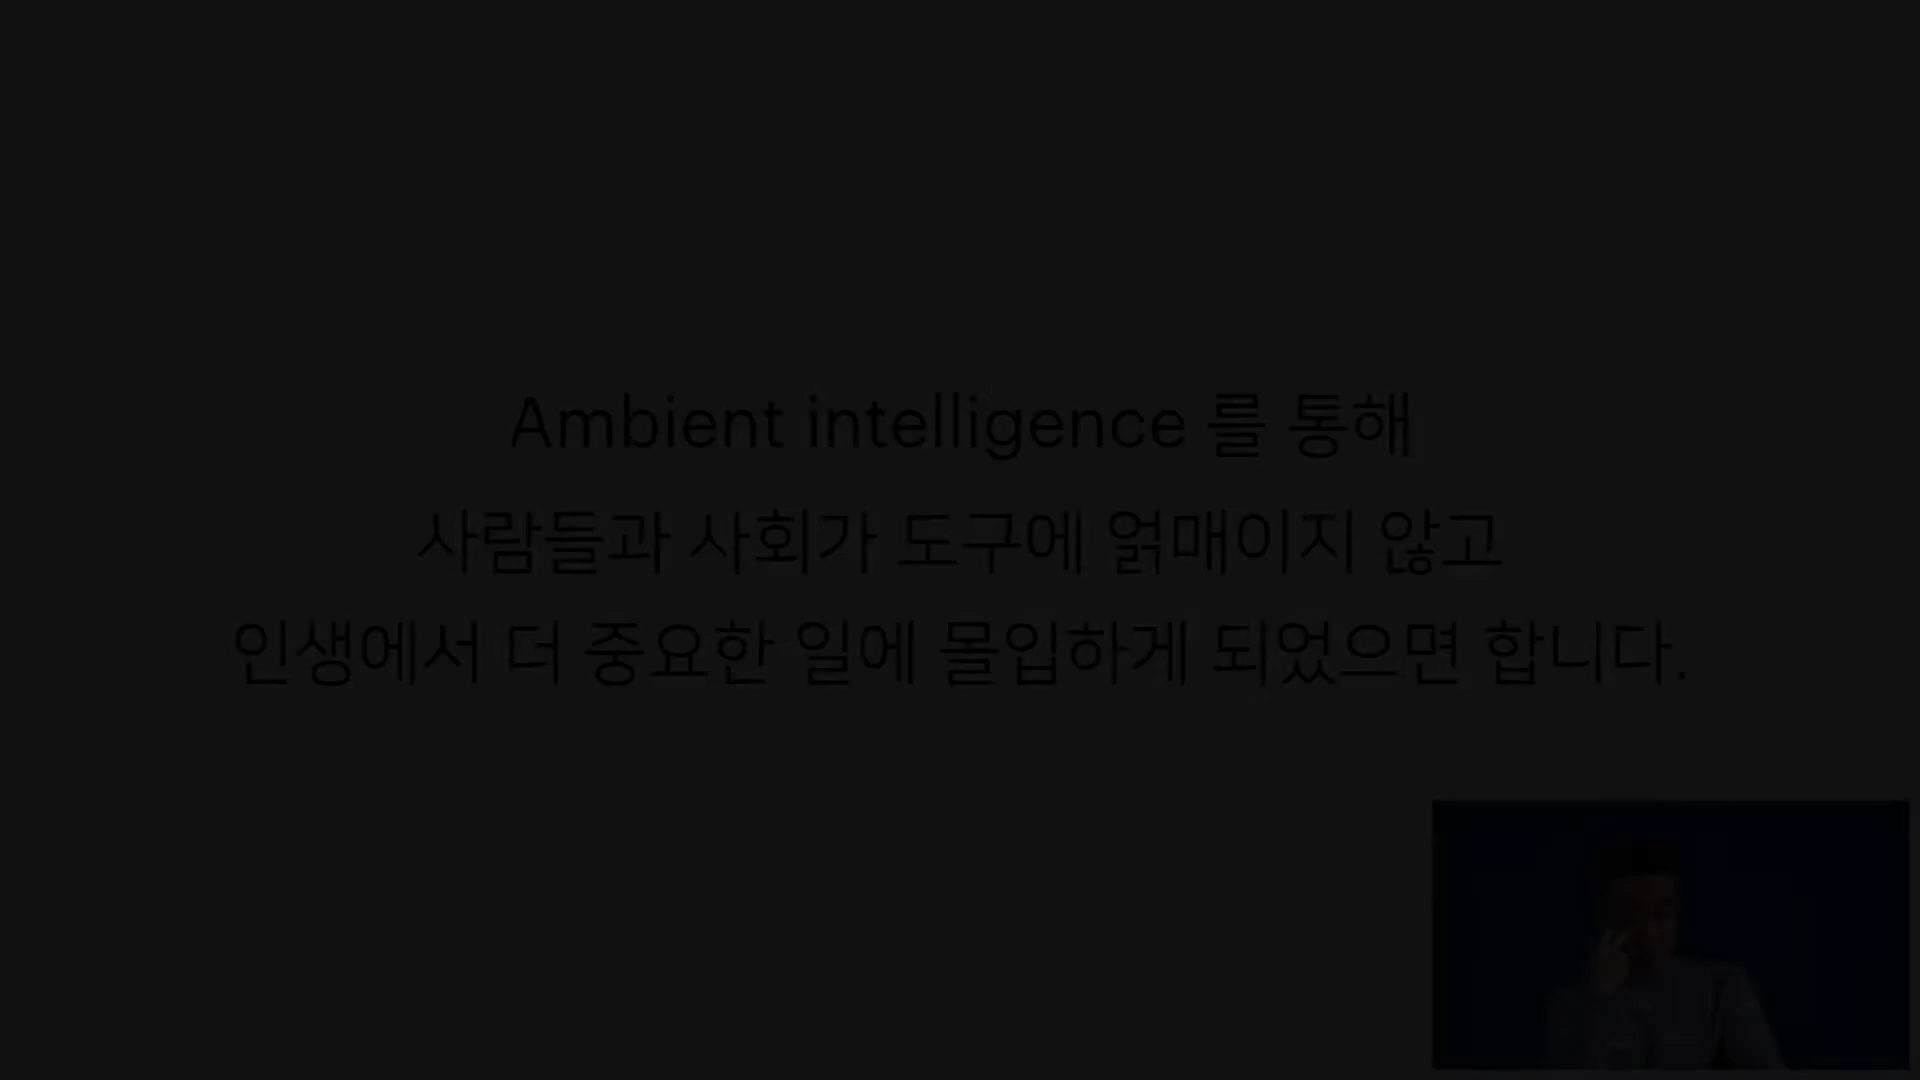 Ambient intelligence 를 통해
사람들과 사회가 도구에 얽매이지 않고
인생에서 더 중요한 일에 몰입하게 되었으면 합니다.